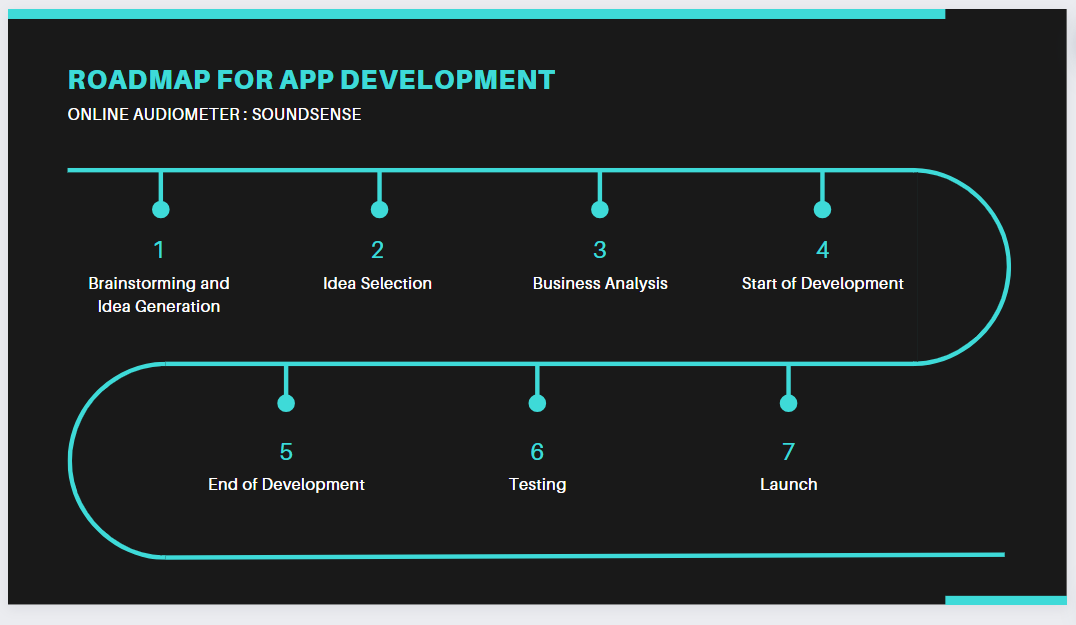 ROADMAP FOR APP DEVELOPMENT
ONLINE AUDIOMETER : SOUNDSENSE
1
Brainstorming and
Idea Generation
2
Idea Selection
3
Business Analysis
4
Start of Development
5
End of Development
6
Testing
7
Launch